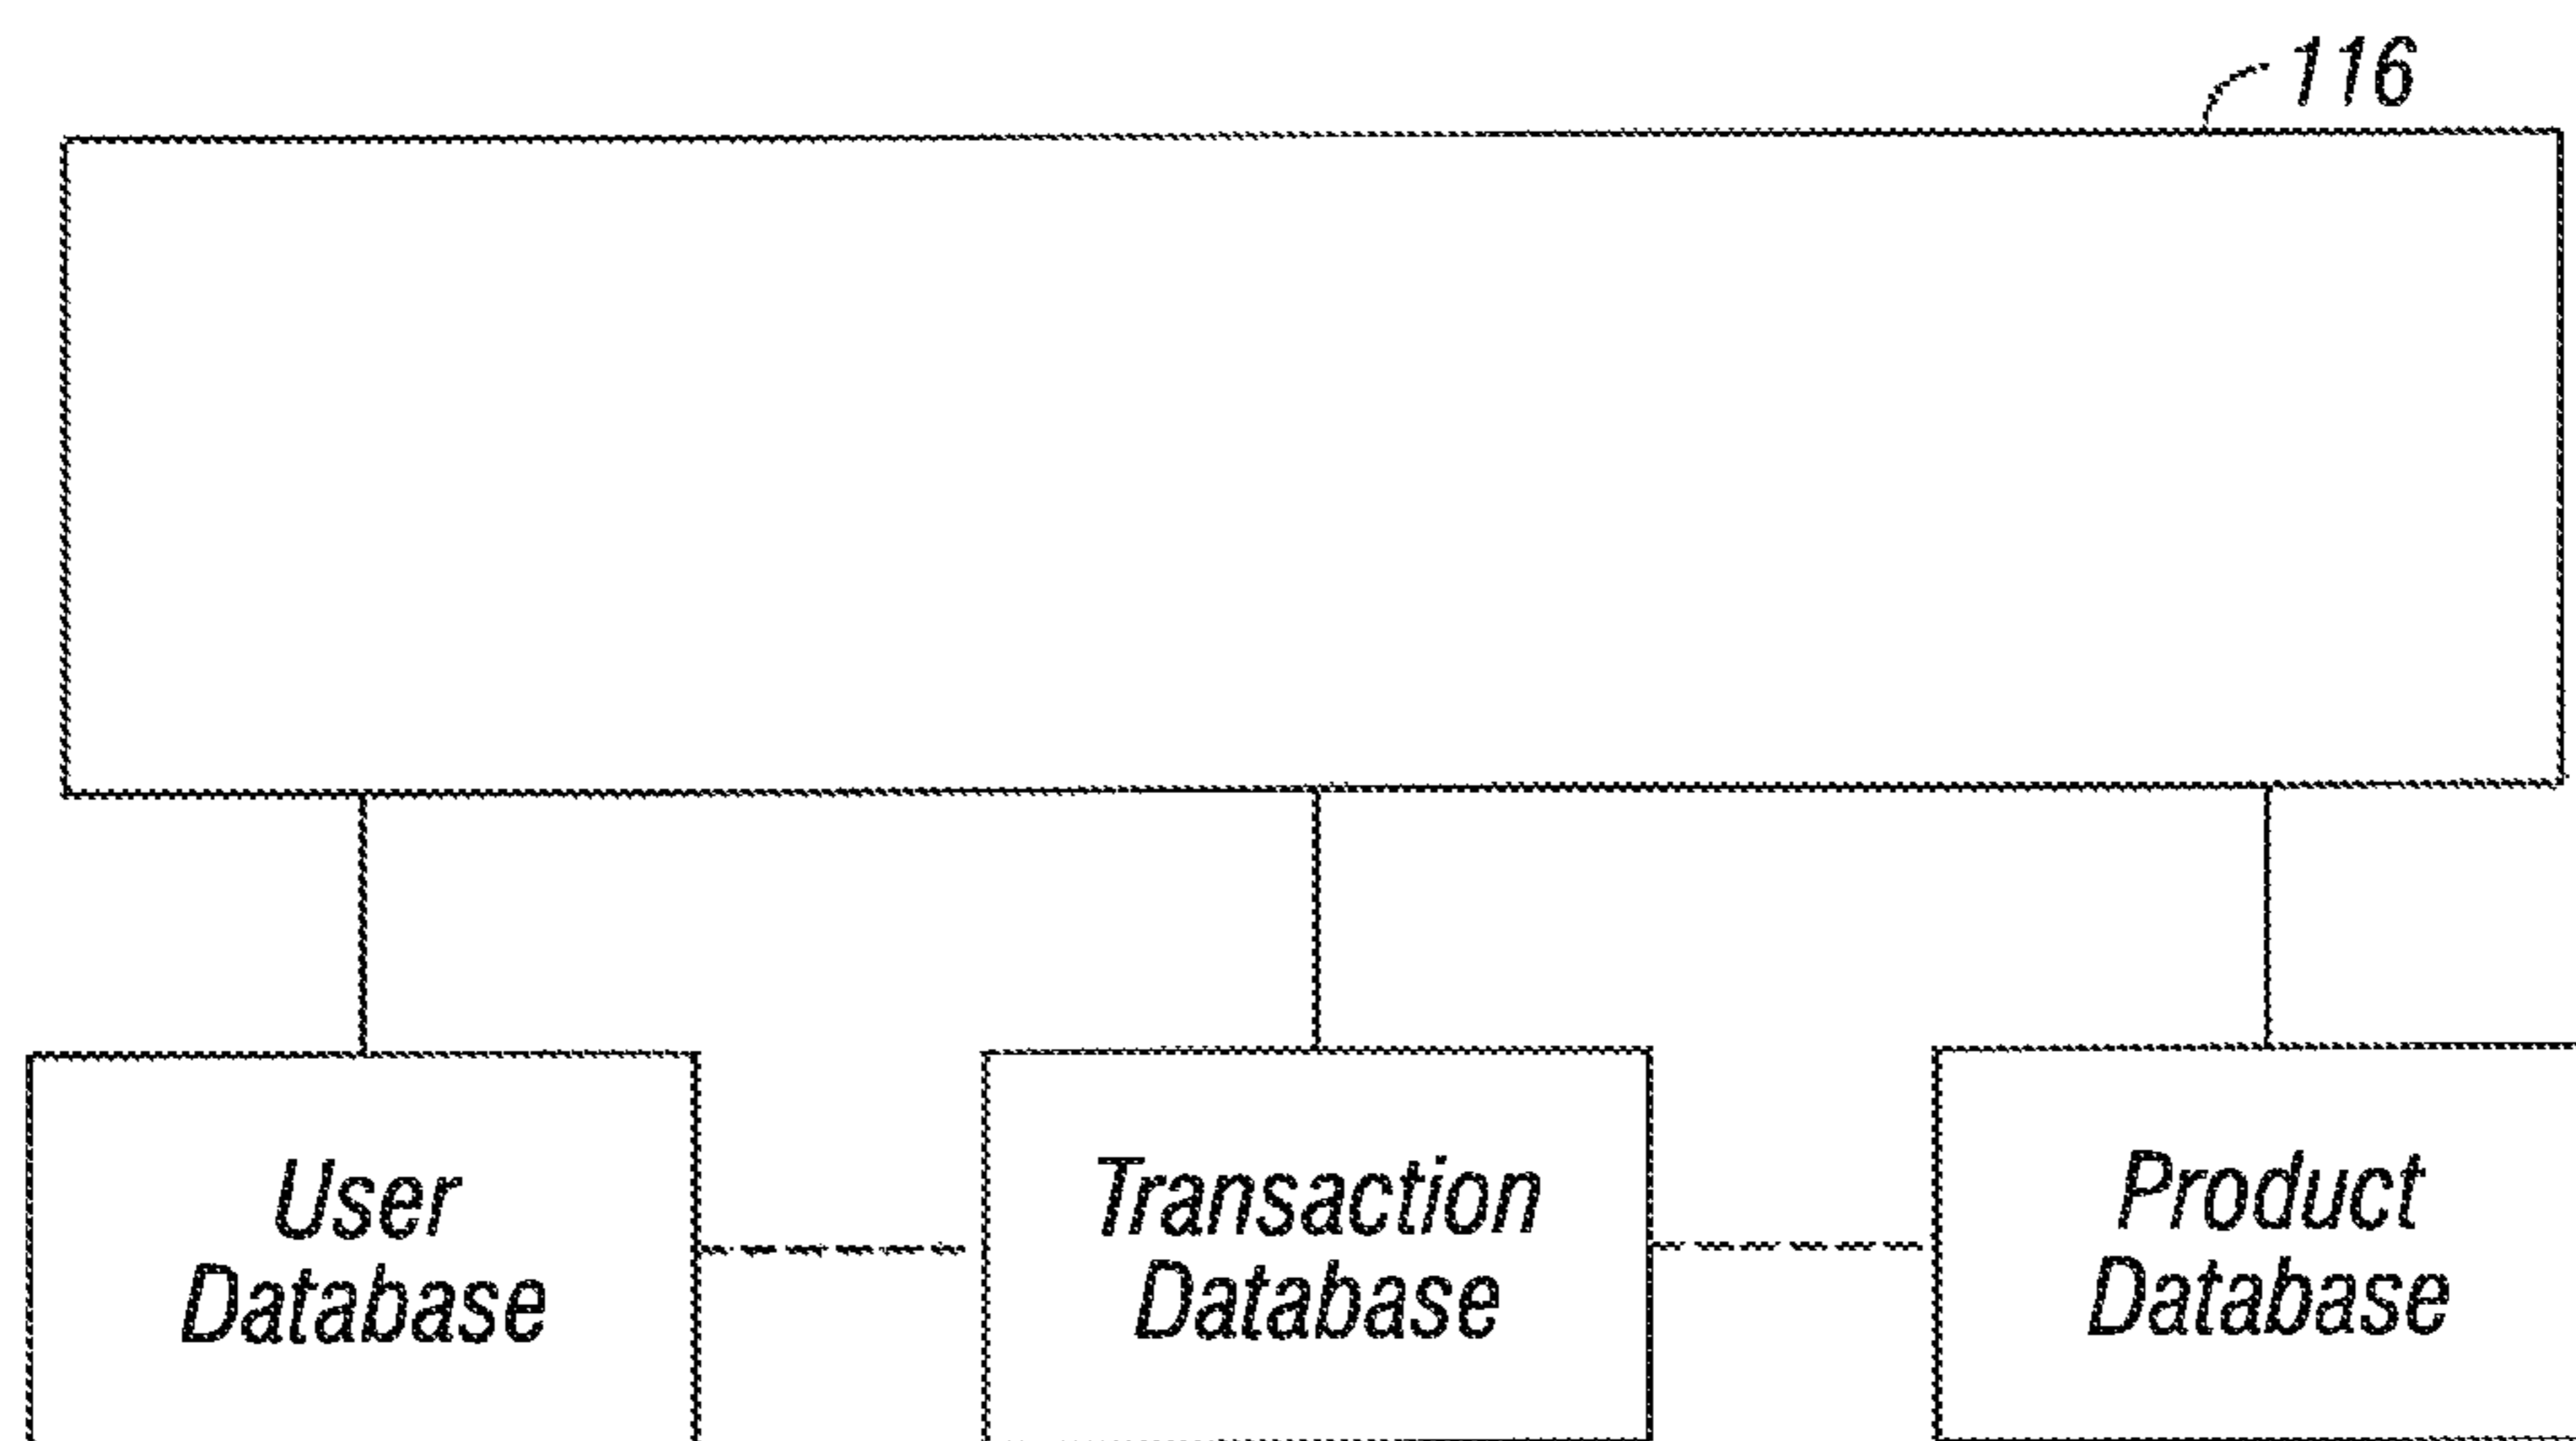 116
User
Database
Transaction
Database
Product
Database